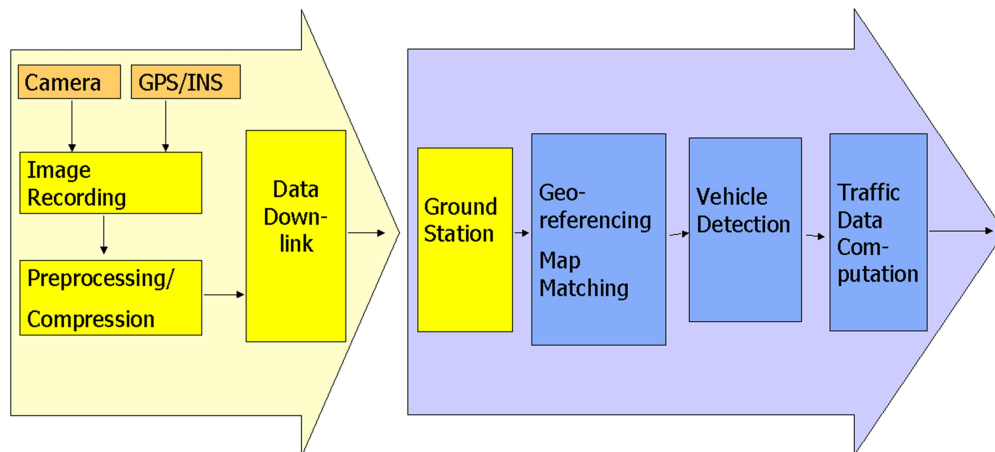 Camera
GPS/INS
Image
Recording
Preprocessing/
Compression
Data
Down-
link
Ground
Station
Geo-
referencing
Map
Matching
Vehicle
Detection
Traffic
Data
Com-
putation